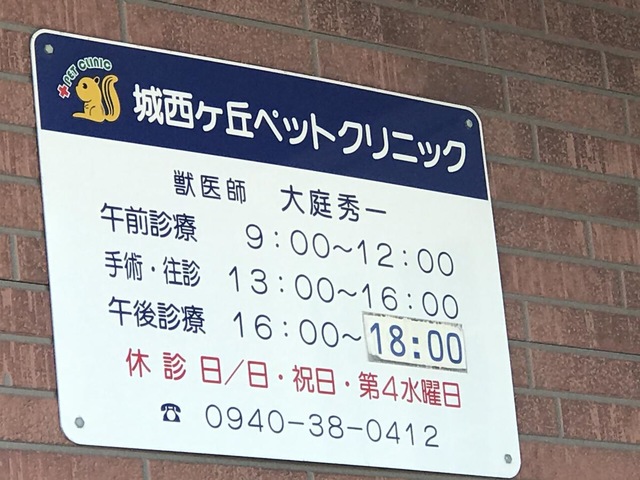 PET CLINIC
城西ヶ丘ペットクリニック
獣医師 大庭秀一
午前診療 9:00～12:00
手術・往診 13:00～16:00
午後診療 16:00～18:00
休診日/日・祝日・第4水曜日
☎ 0940-38-0412